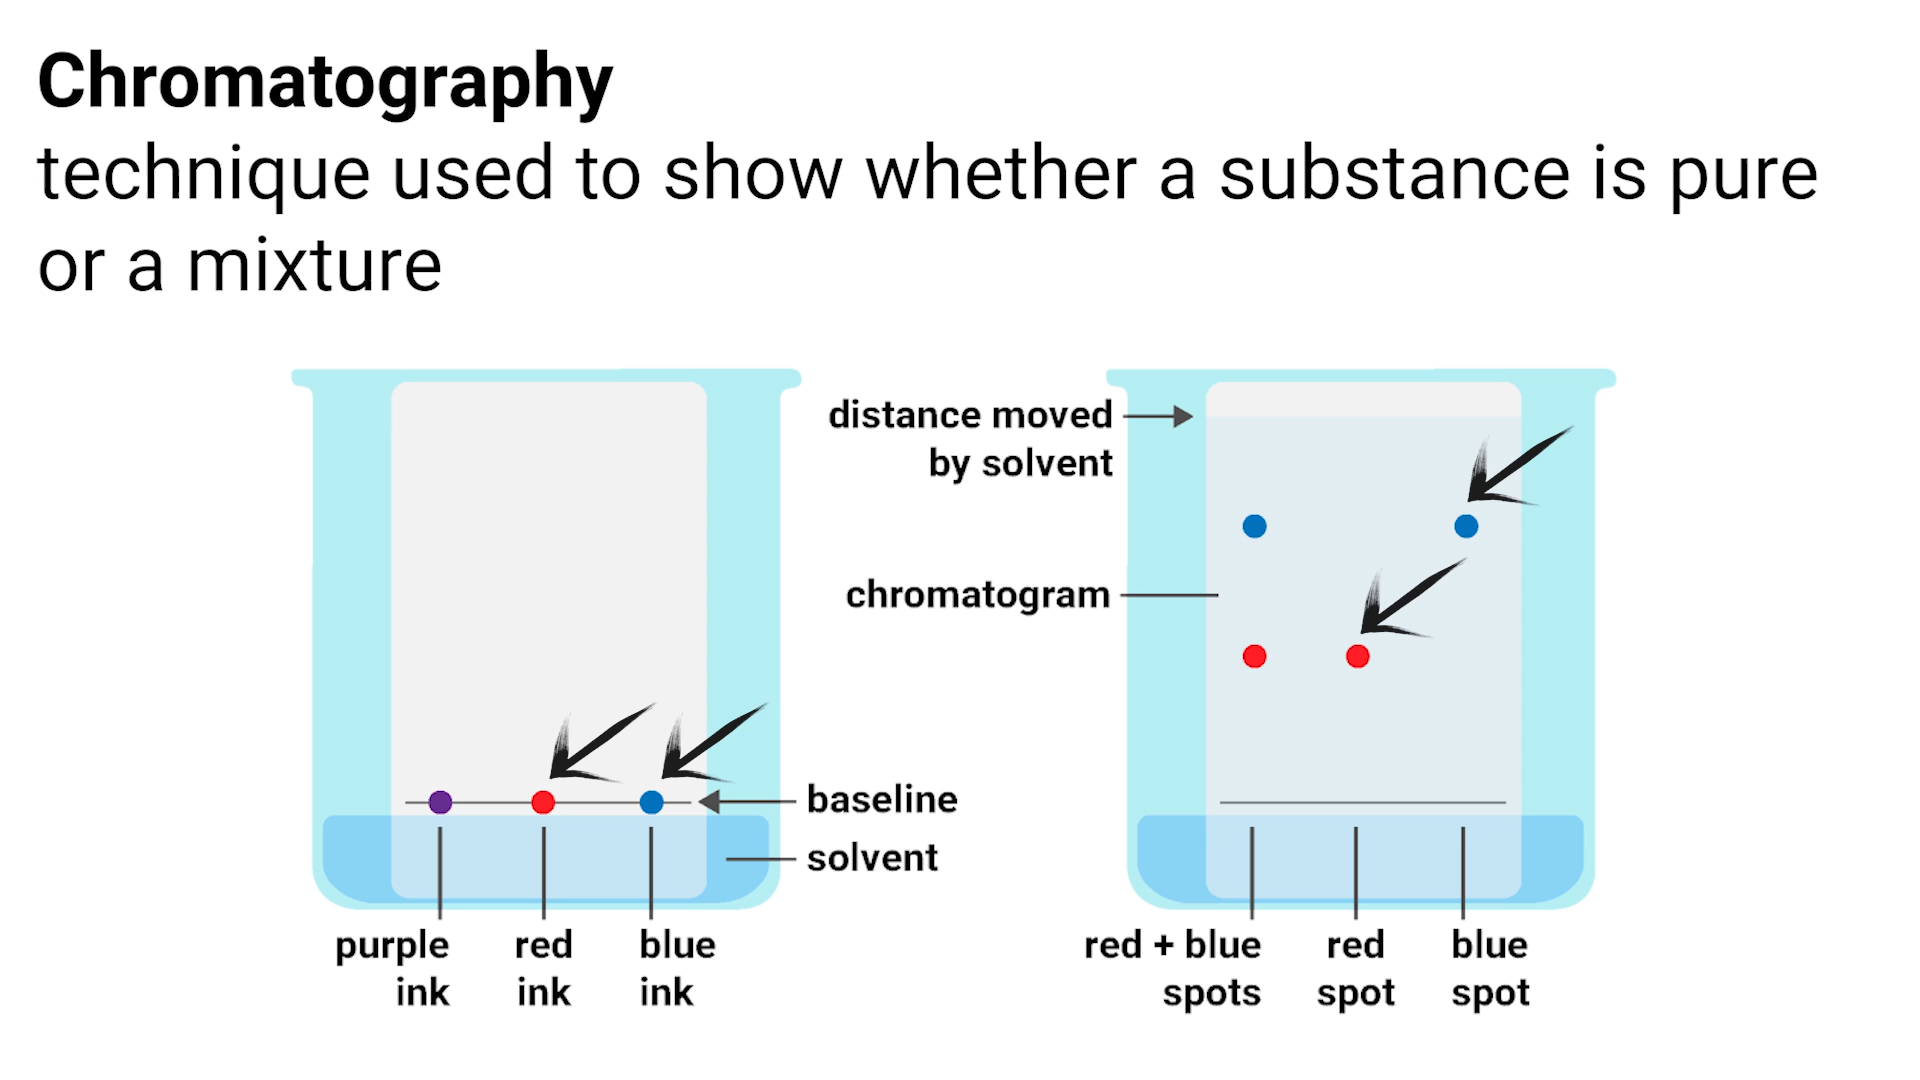 Chromatography
technique used to show whether a substance is pure
or a mixture
distance moved
by solvent
chromatogram
baseline
solvent
purple
ink
red
ink
blue
ink
red + blue
spots
red
spot
blue
spot